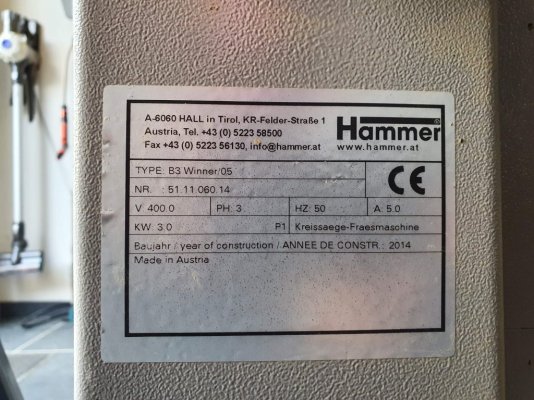 A-6060 HALL in Tirol, KR-Felder-Straße 1
Austria, Tel. +43 (0) 5223 58500
Fax +43 (0) 5223 56130, info@hammer.at
Hammer®
www.hammer.at
TYPE: B3 Winner/05
NR. : 51.11.060.14
CE
V 400.0 PH: 3 HZ: 50 A: 5.0
KW: 3.0 P1 Kreissaege-Fraesmaschine
Baujahr / year of construction / ANNEE DE CONSTR.: 2014
Made in Austria